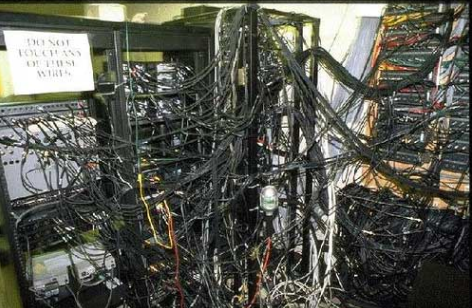 DO NOT
TOUCH ANY
OF THESE
WIRES